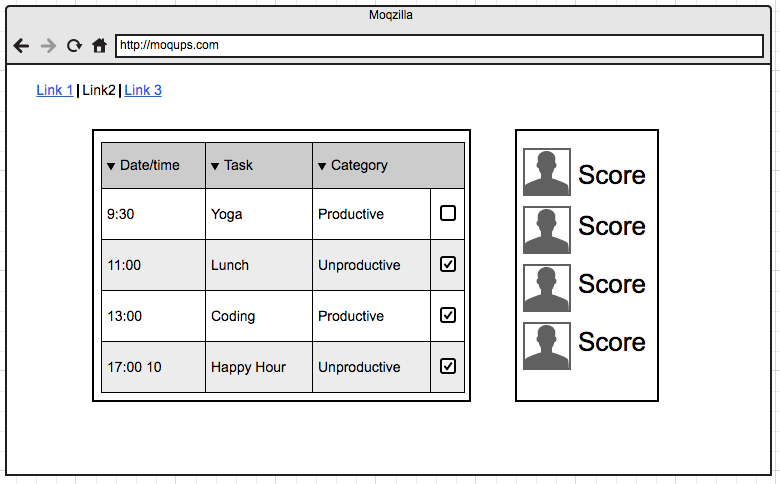 Moqzilla
http://moqups.com
Link 1 | Link2 | Link 3
▼ Date/time ▼ Task ▼ Category
9:30 Yoga Productive
11:00 Lunch Unproductive
13:00 Coding Productive
17:00 10 Happy Hour Unproductive
Score
Score
Score
Score